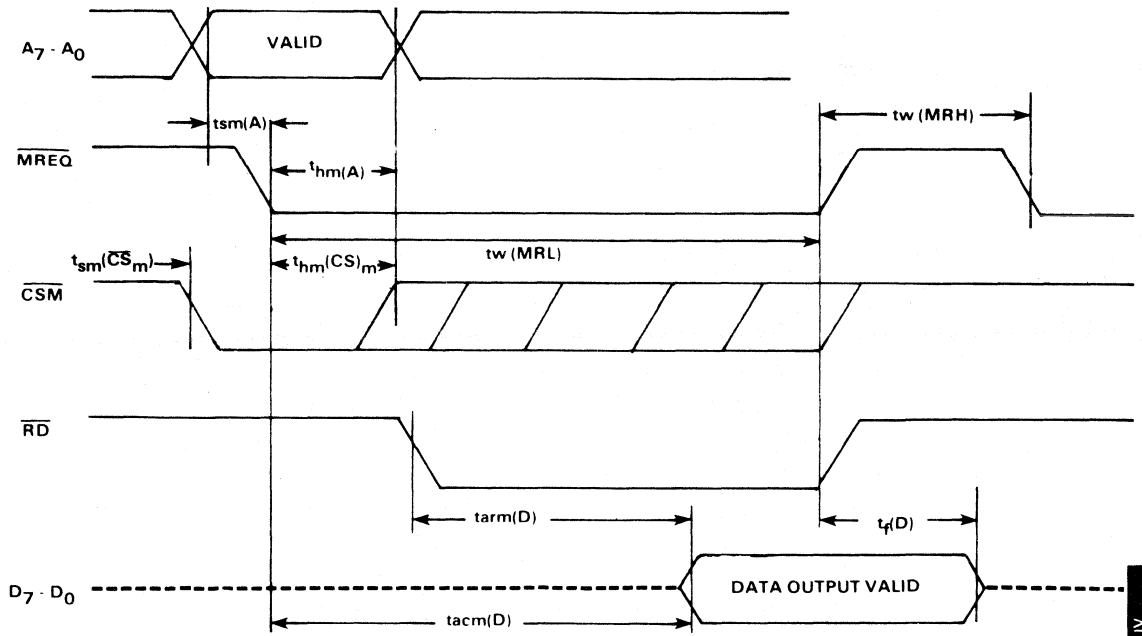 A7 - A0
VALID
tsm(A)
tw (MRH)
MREQ
thm(A)
tw (MRL)
tsm(CSm)
thm(CS)m
CSM
RD
tarm(D)
tf(D)
D7 - D0
DATA OUTPUT VALID
tacm(D)